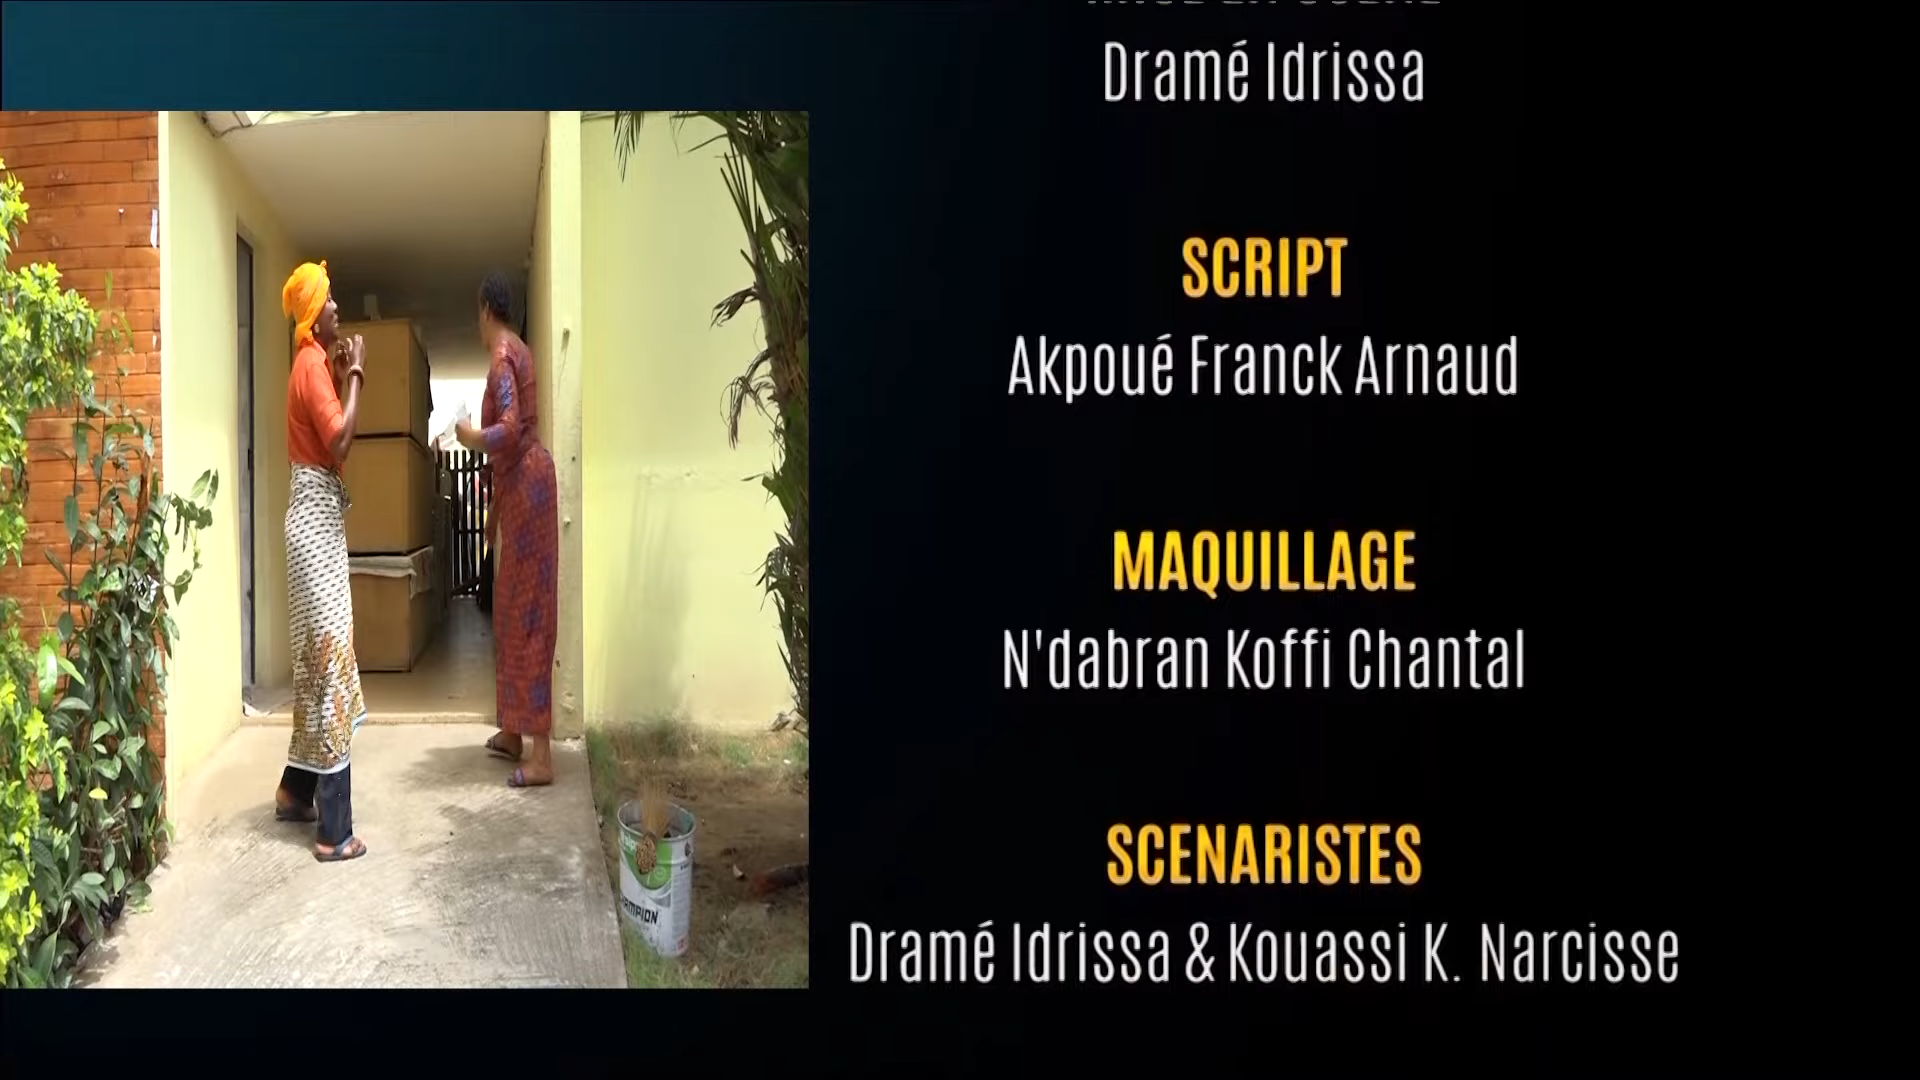 Dramé Idrissa
SCRIPT
Akpoué Franck Arnaud
MAQUILLAGE
N'dabran Koffi Chantal
SCENARISTES
Dramé Idrissa & Kouassi K. Narcisse